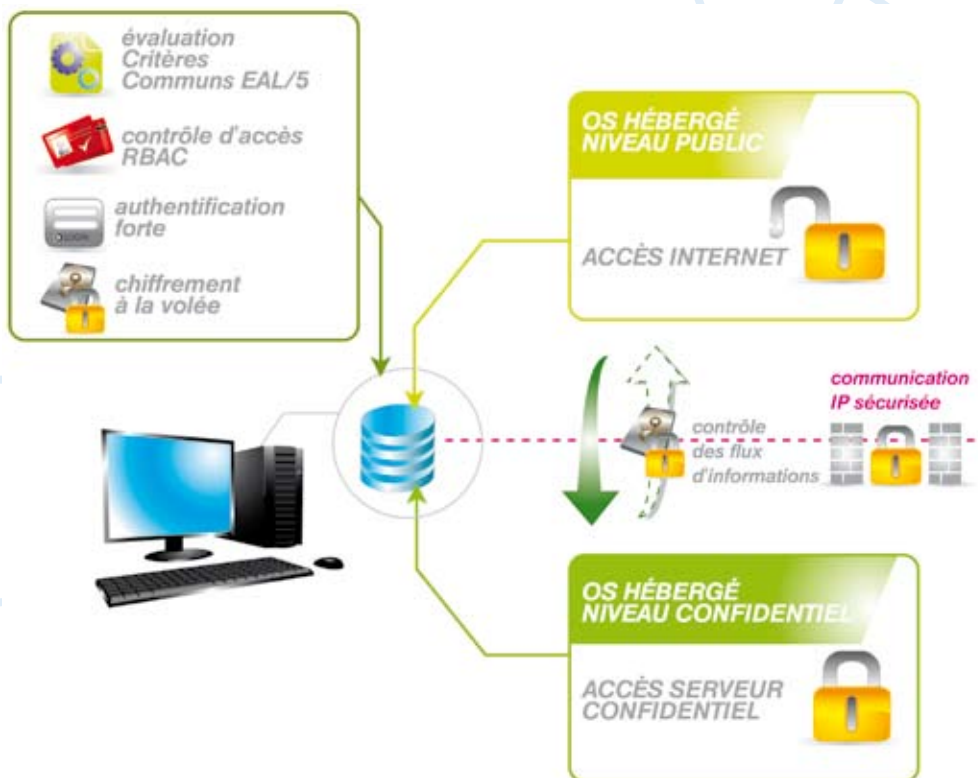 évaluation
Critères
Communs EAL/5
contrôle d'accès
RBAC
authentification
forte
LOGIN
chiffrement
à la volée
OS HÉBERGÉ
NIVEAU PUBLIC
ACCÈS INTERNET
communication
IP sécurisée
contrôle
des flux
d'informations
OS HÉBERGÉ
NIVEAU CONFIDENTIEL
ACCÈS SERVEUR
CONFIDENTIEL